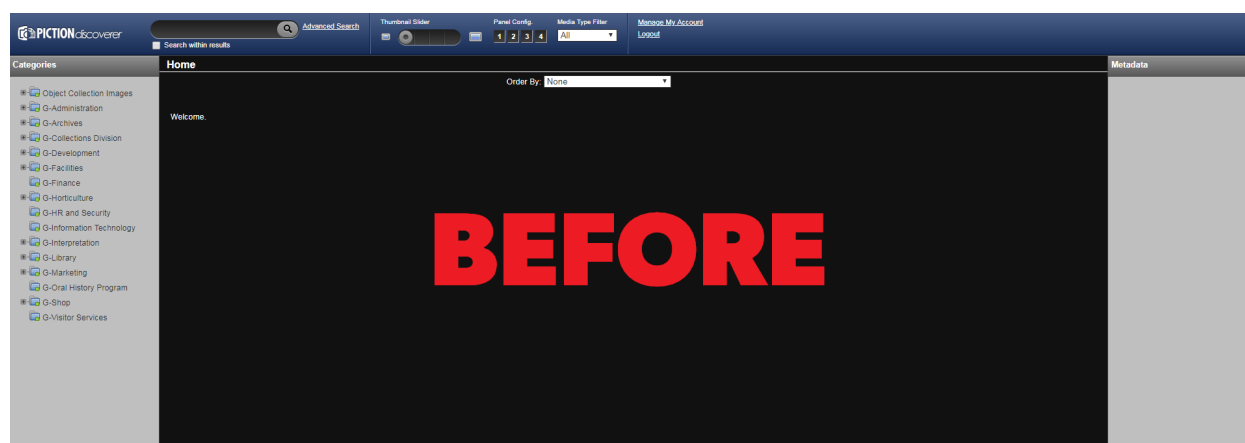 PICTION discoverer
Advanced Search
Search within results
Thumbnail Slider
Panel Config.
1 2 3 4
Media Type Filter
All
Manage My Account
Logout
Categories
Object Collection Images
G-Administration
G-Archives
G-Collections Division
G-Development
G-Facilities
G-Finance
G-Horticulture
G-HR and Security
G-Information Technology
G-Interpretation
G-Library
G-Marketing
G-Oral History Program
G-Shop
G-Visitor Services
Home
Order By: None
Welcome.
BEFORE
Metadata